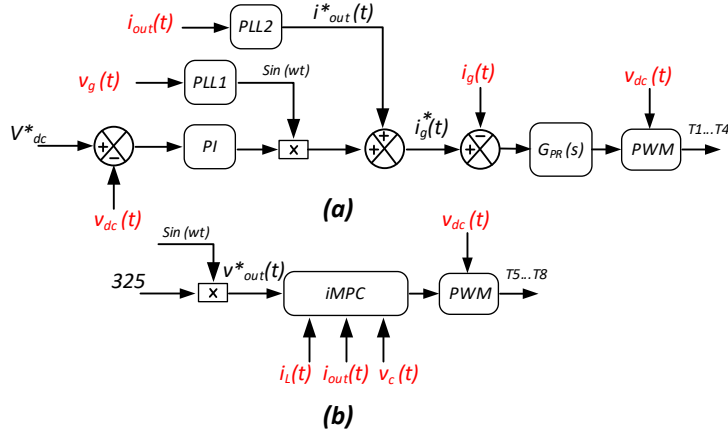 i_out(t) PLL2 i*_out(t)
v_g(t) PLL1 Sin (wt) i_g(t) v_dc(t)
V*_dc + − PI x + + i_g*(t) + − G_PR(s) PWM T1...T4
v_dc(t)
(a)
Sin (wt) v_dc(t)
325 x v*_out(t) iMPC PWM T5...T8
i_L(t) i_out(t) v_c(t)
(b)